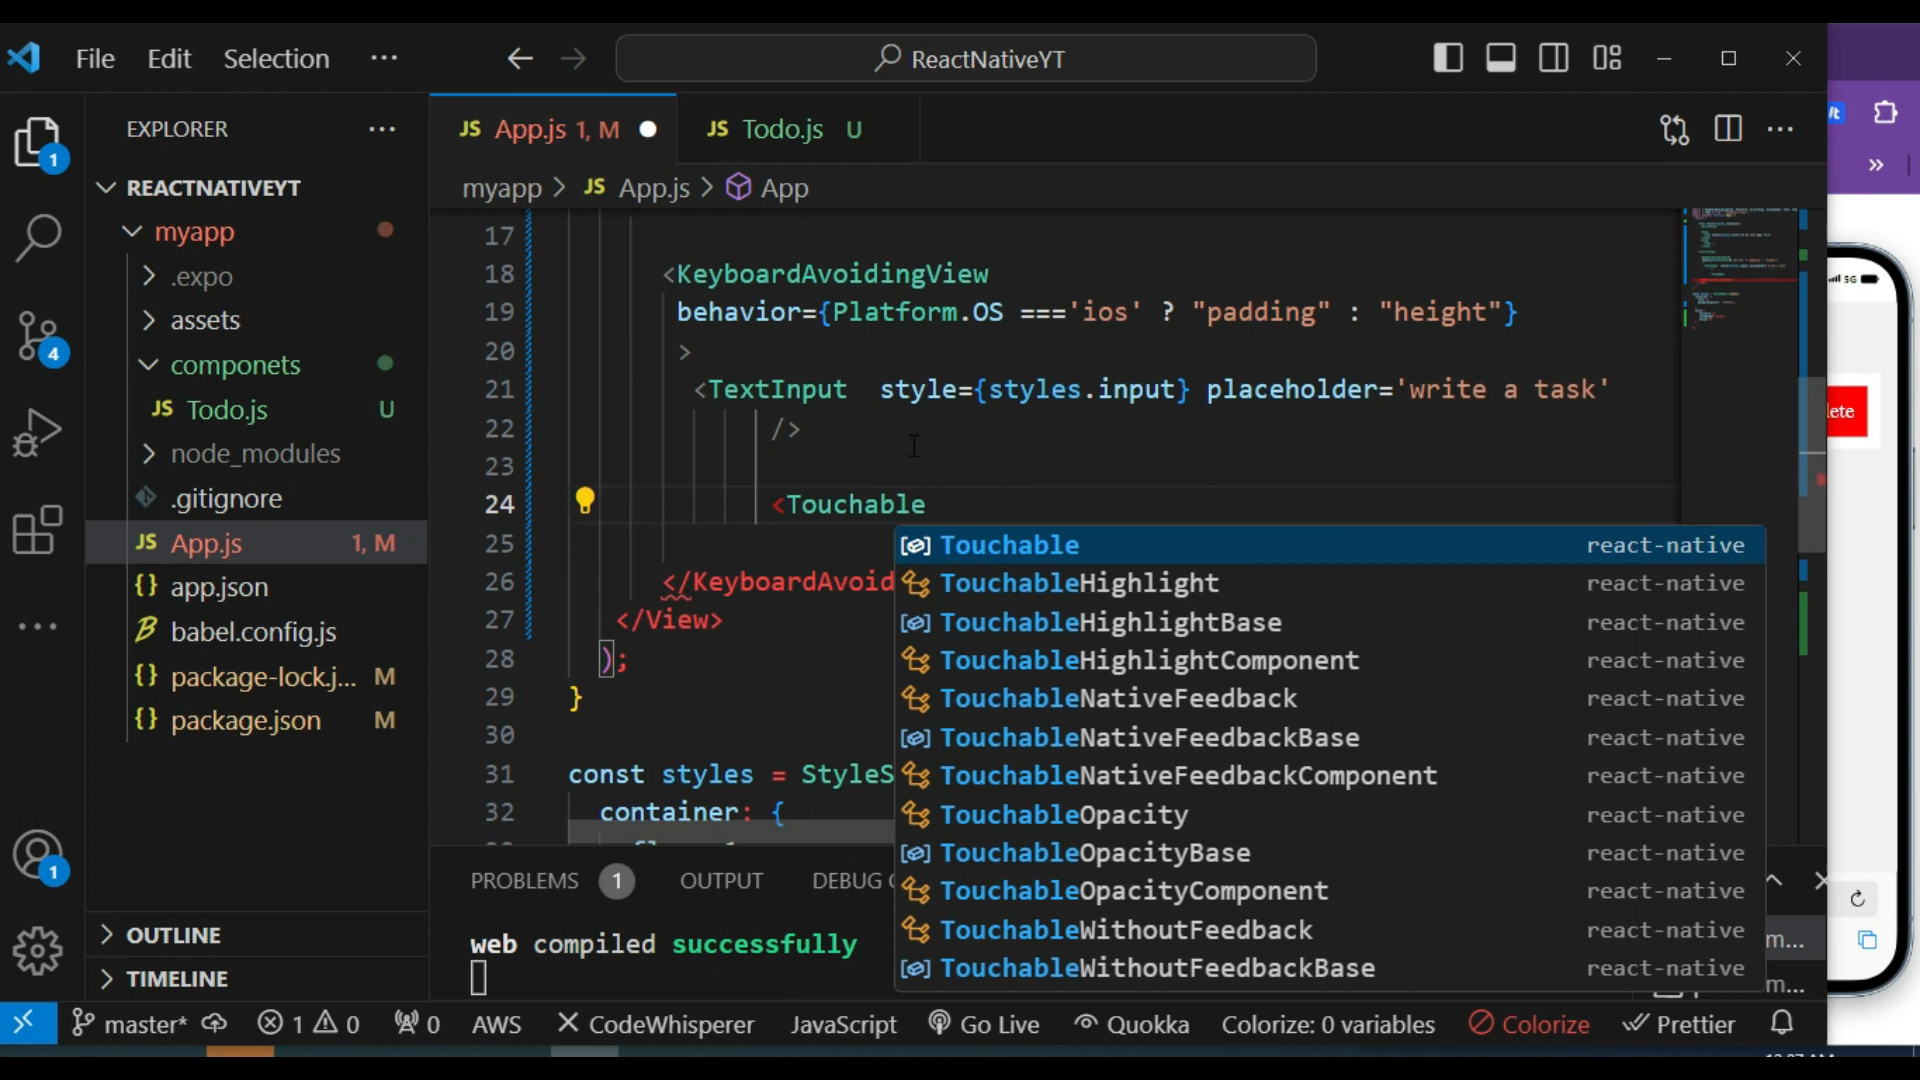 File Edit Selection ··· ReactNativeYT
EXPLORER ···
REACTNATIVEYT
myapp
.expo
assets
componets
JS Todo.js U
node_modules
.gitignore
JS App.js 1, M
{} app.json
babel.config.js
{} package-lock.j... M
{} package.json M
OUTLINE
TIMELINE
1
4
1
JS App.js 1, M
JS Todo.js U
myapp > JS App.js > App
17
18 <KeyboardAvoidingView
19 behavior={Platform.OS ==='ios' ? "padding" : "height"}
20 >
21 <TextInput  style={styles.input} placeholder='write a task'
22 />
23
24 <Touchable
25
26 </KeyboardAvoid
27 </View>
28 );
29 }
30
31 const styles = StyleS
32 container: {
Touchable react-native
TouchableHighlight react-native
TouchableHighlightBase react-native
TouchableHighlightComponent react-native
TouchableNativeFeedback react-native
TouchableNativeFeedbackBase react-native
TouchableNativeFeedbackComponent react-native
TouchableOpacity react-native
TouchableOpacityBase react-native
TouchableOpacityComponent react-native
TouchableWithoutFeedback react-native
TouchableWithoutFeedbackBase react-native
PROBLEMS 1 OUTPUT DEBUG
web compiled successfully
m...
m...
5G
lete
master* 1 0 0 AWS CodeWhisperer JavaScript Go Live Quokka Colorize: 0 variables Colorize Prettier